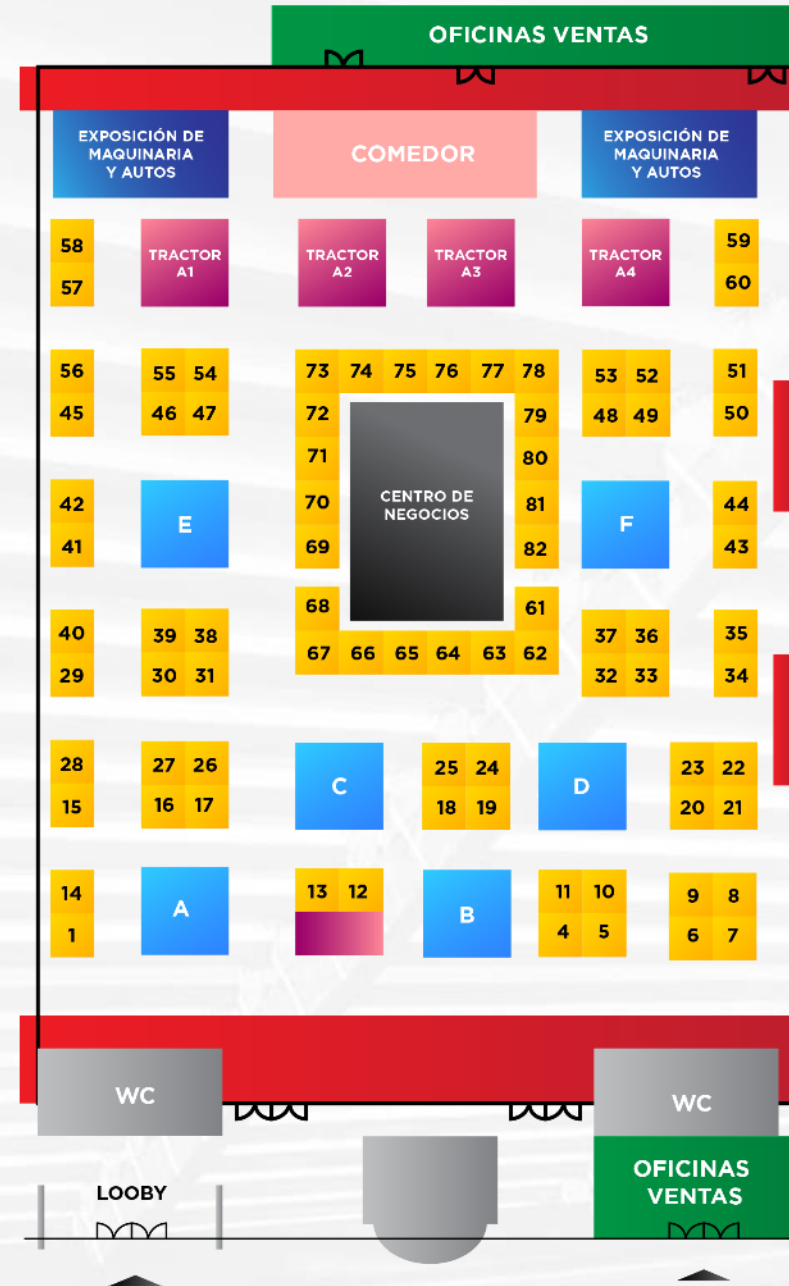 OFICINAS VENTAS
EXPOSICIÓN DE
MAQUINARIA
Y AUTOS
COMEDOR
EXPOSICIÓN DE
MAQUINARIA
Y AUTOS
58
57
TRACTOR
A1
TRACTOR
A2
TRACTOR
A3
TRACTOR
A4
59
60
56
45
55 54
46 47
73 74 75 76 77 78
72
71
70
69
68
67 66 65 64 63 62
79
80
81
82
61
CENTRO DE
NEGOCIOS
53 52
48 49
51
50
42
41
E
F
44
43
40
29
39 38
30 31
37 36
32 33
35
34
28
15
27 26
16 17
C
25 24
18 19
D
23 22
20 21
14
1
A
13 12
B
11 10
4 5
9 8
6 7
WC
WC
LOOBY
OFICINAS
VENTAS